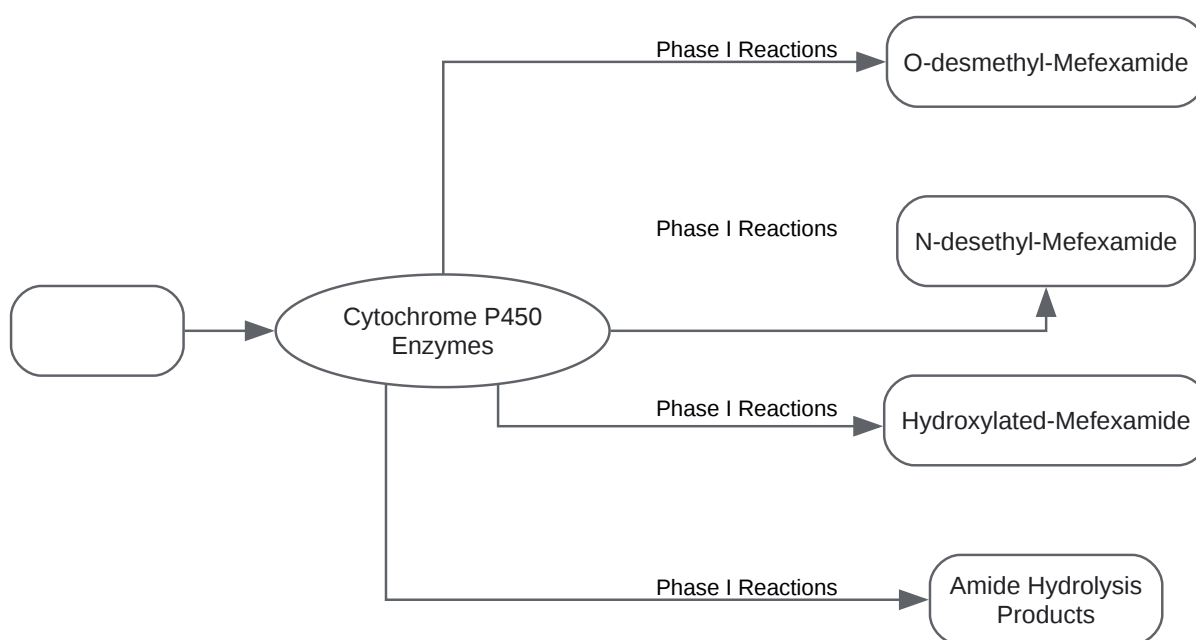 Phase I Reactions
O-desmethyl-Mefexamide
Phase I Reactions
N-desethyl-Mefexamide
Cytochrome P450
Enzymes
Phase I Reactions
Hydroxylated-Mefexamide
Phase I Reactions
Amide Hydrolysis
Products